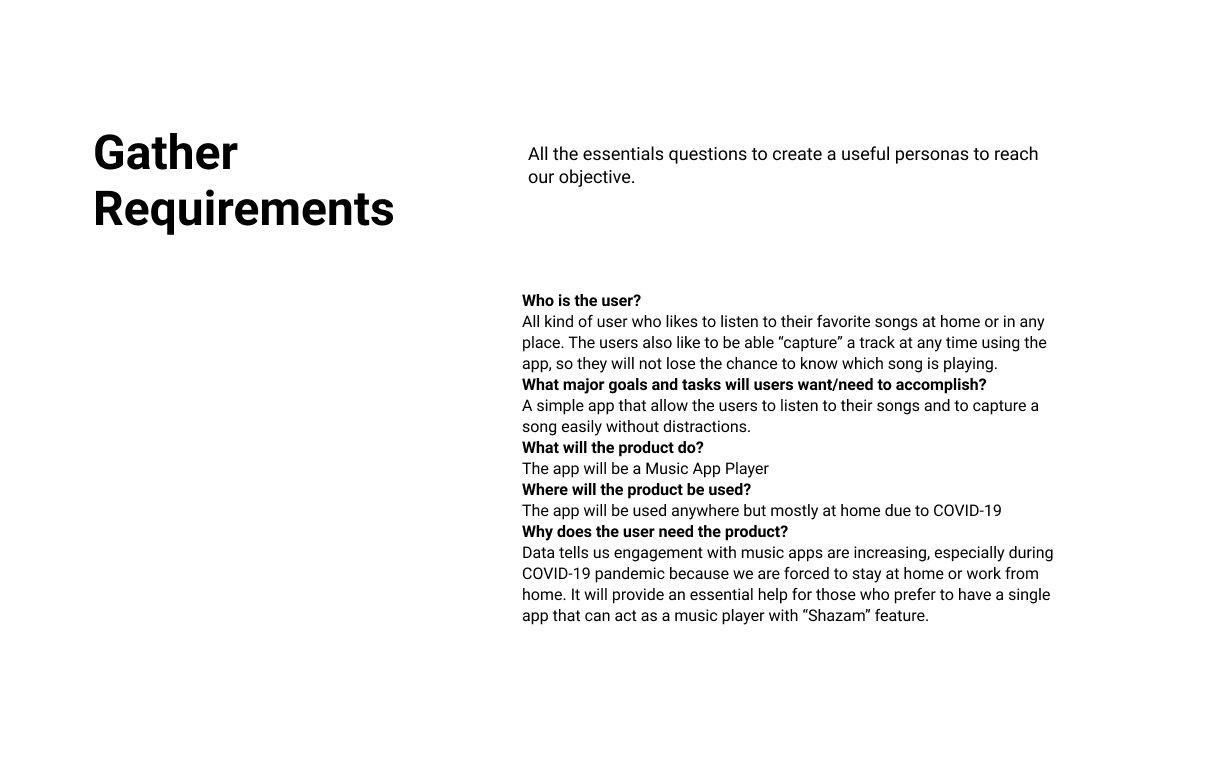 Gather
Requirements
All the essentials questions to create a useful personas to reach
our objective.
Who is the user?
All kind of user who likes to listen to their favorite songs at home or in any
place. The users also like to be able “capture” a track at any time using the
app, so they will not lose the chance to know which song is playing.
What major goals and tasks will users want/need to accomplish?
A simple app that allow the users to listen to their songs and to capture a
song easily without distractions.
What will the product do?
The app will be a Music App Player
Where will the product be used?
The app will be used anywhere but mostly at home due to COVID-19
Why does the user need the product?
Data tells us engagement with music apps are increasing, especially during
COVID-19 pandemic because we are forced to stay at home or work from
home. It will provide an essential help for those who prefer to have a single
app that can act as a music player with “Shazam” feature.